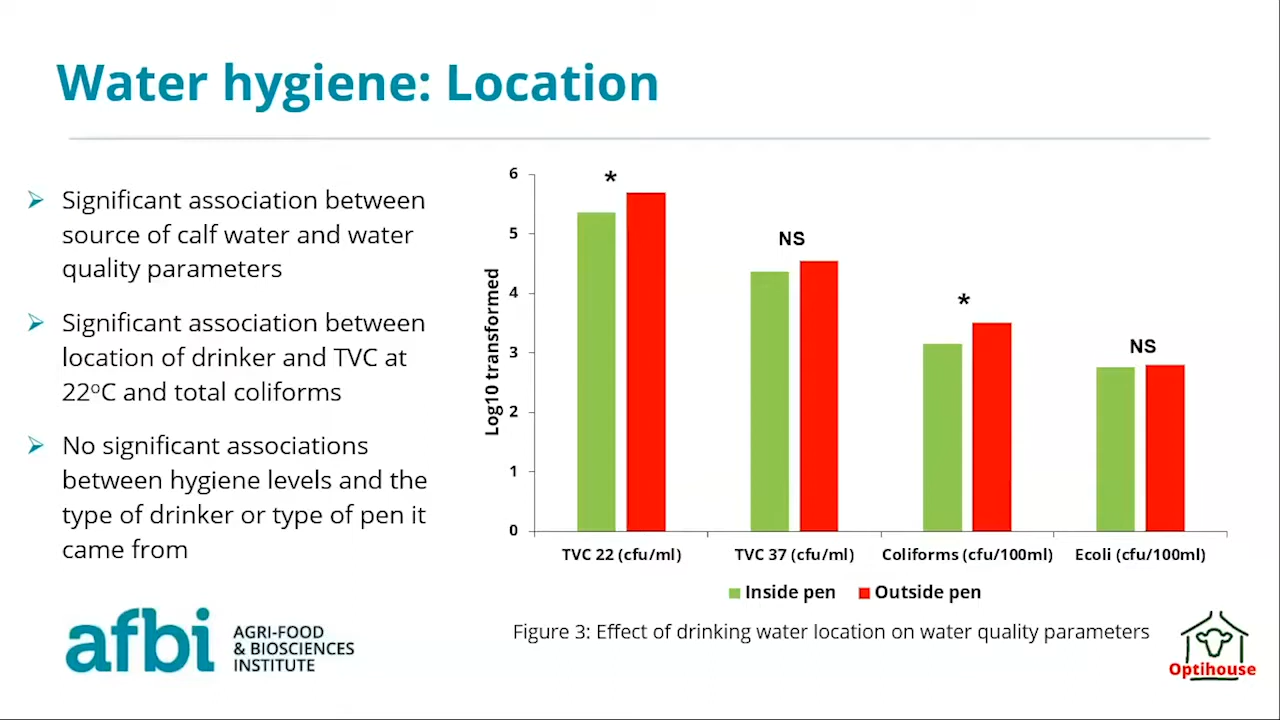 Water hygiene: Location
➢ Significant association between
source of calf water and water
quality parameters
➢ Significant association between
location of drinker and TVC at
22ºC and total coliforms
➢ No significant associations
between hygiene levels and the
type of drinker or type of pen it
came from
Log10 transformed
6
5
4
3
2
1
0
*
NS
*
NS
TVC 22 (cfu/ml)
TVC 37 (cfu/ml)
Coliforms (cfu/100ml)
Ecoli (cfu/100ml)
Inside pen
Outside pen
Figure 3: Effect of drinking water location on water quality parameters
afbi
AGRI-FOOD
& BIOSCIENCES
INSTITUTE
Optihouse